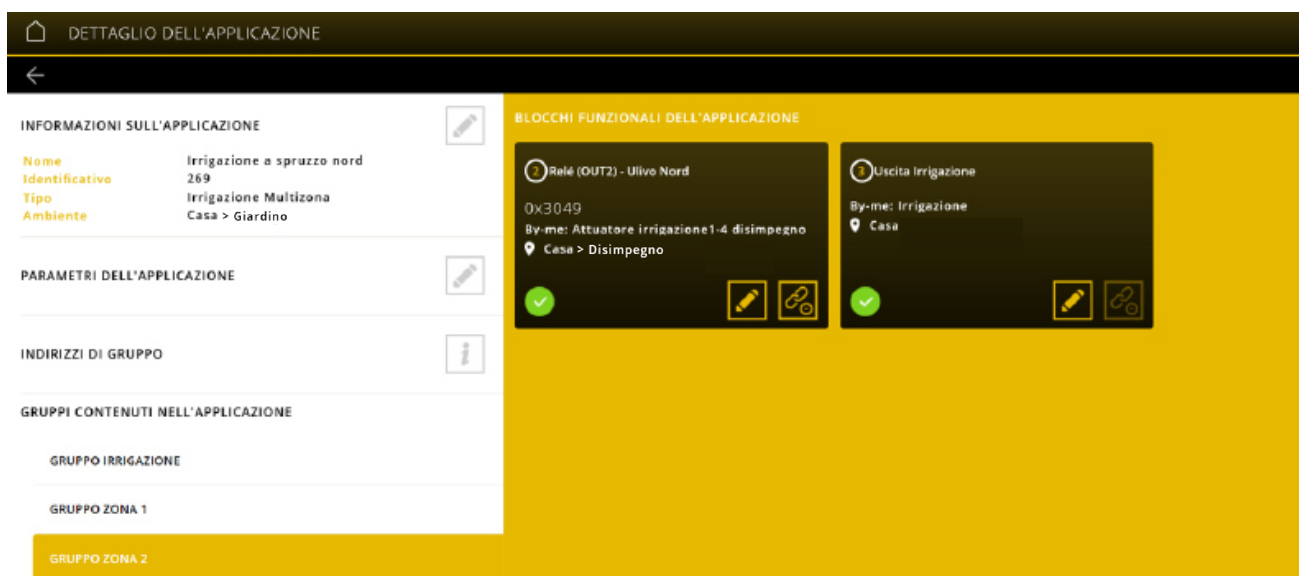 DETTAGLIO DELL'APPLICAZIONE
INFORMAZIONI SULL'APPLICAZIONE
Nome Irrigazione a spruzzo nord
Identificativo 269
Tipo Irrigazione Multizona
Ambiente Casa > Giardino
PARAMETRI DELL'APPLICAZIONE
INDIRIZZI DI GRUPPO
i
GRUPPI CONTENUTI NELL'APPLICAZIONE
GRUPPO IRRIGAZIONE
GRUPPO ZONA 1
GRUPPO ZONA 2
BLOCCHI FUNZIONALI DELL'APPLICAZIONE
2 Relé (OUT2) - Ulivo Nord
0x3049
By-me: Attuatore irrigazione1-4 disimpegno
Casa > Disimpegno
3 Uscita Irrigazione
By-me: Irrigazione
Casa